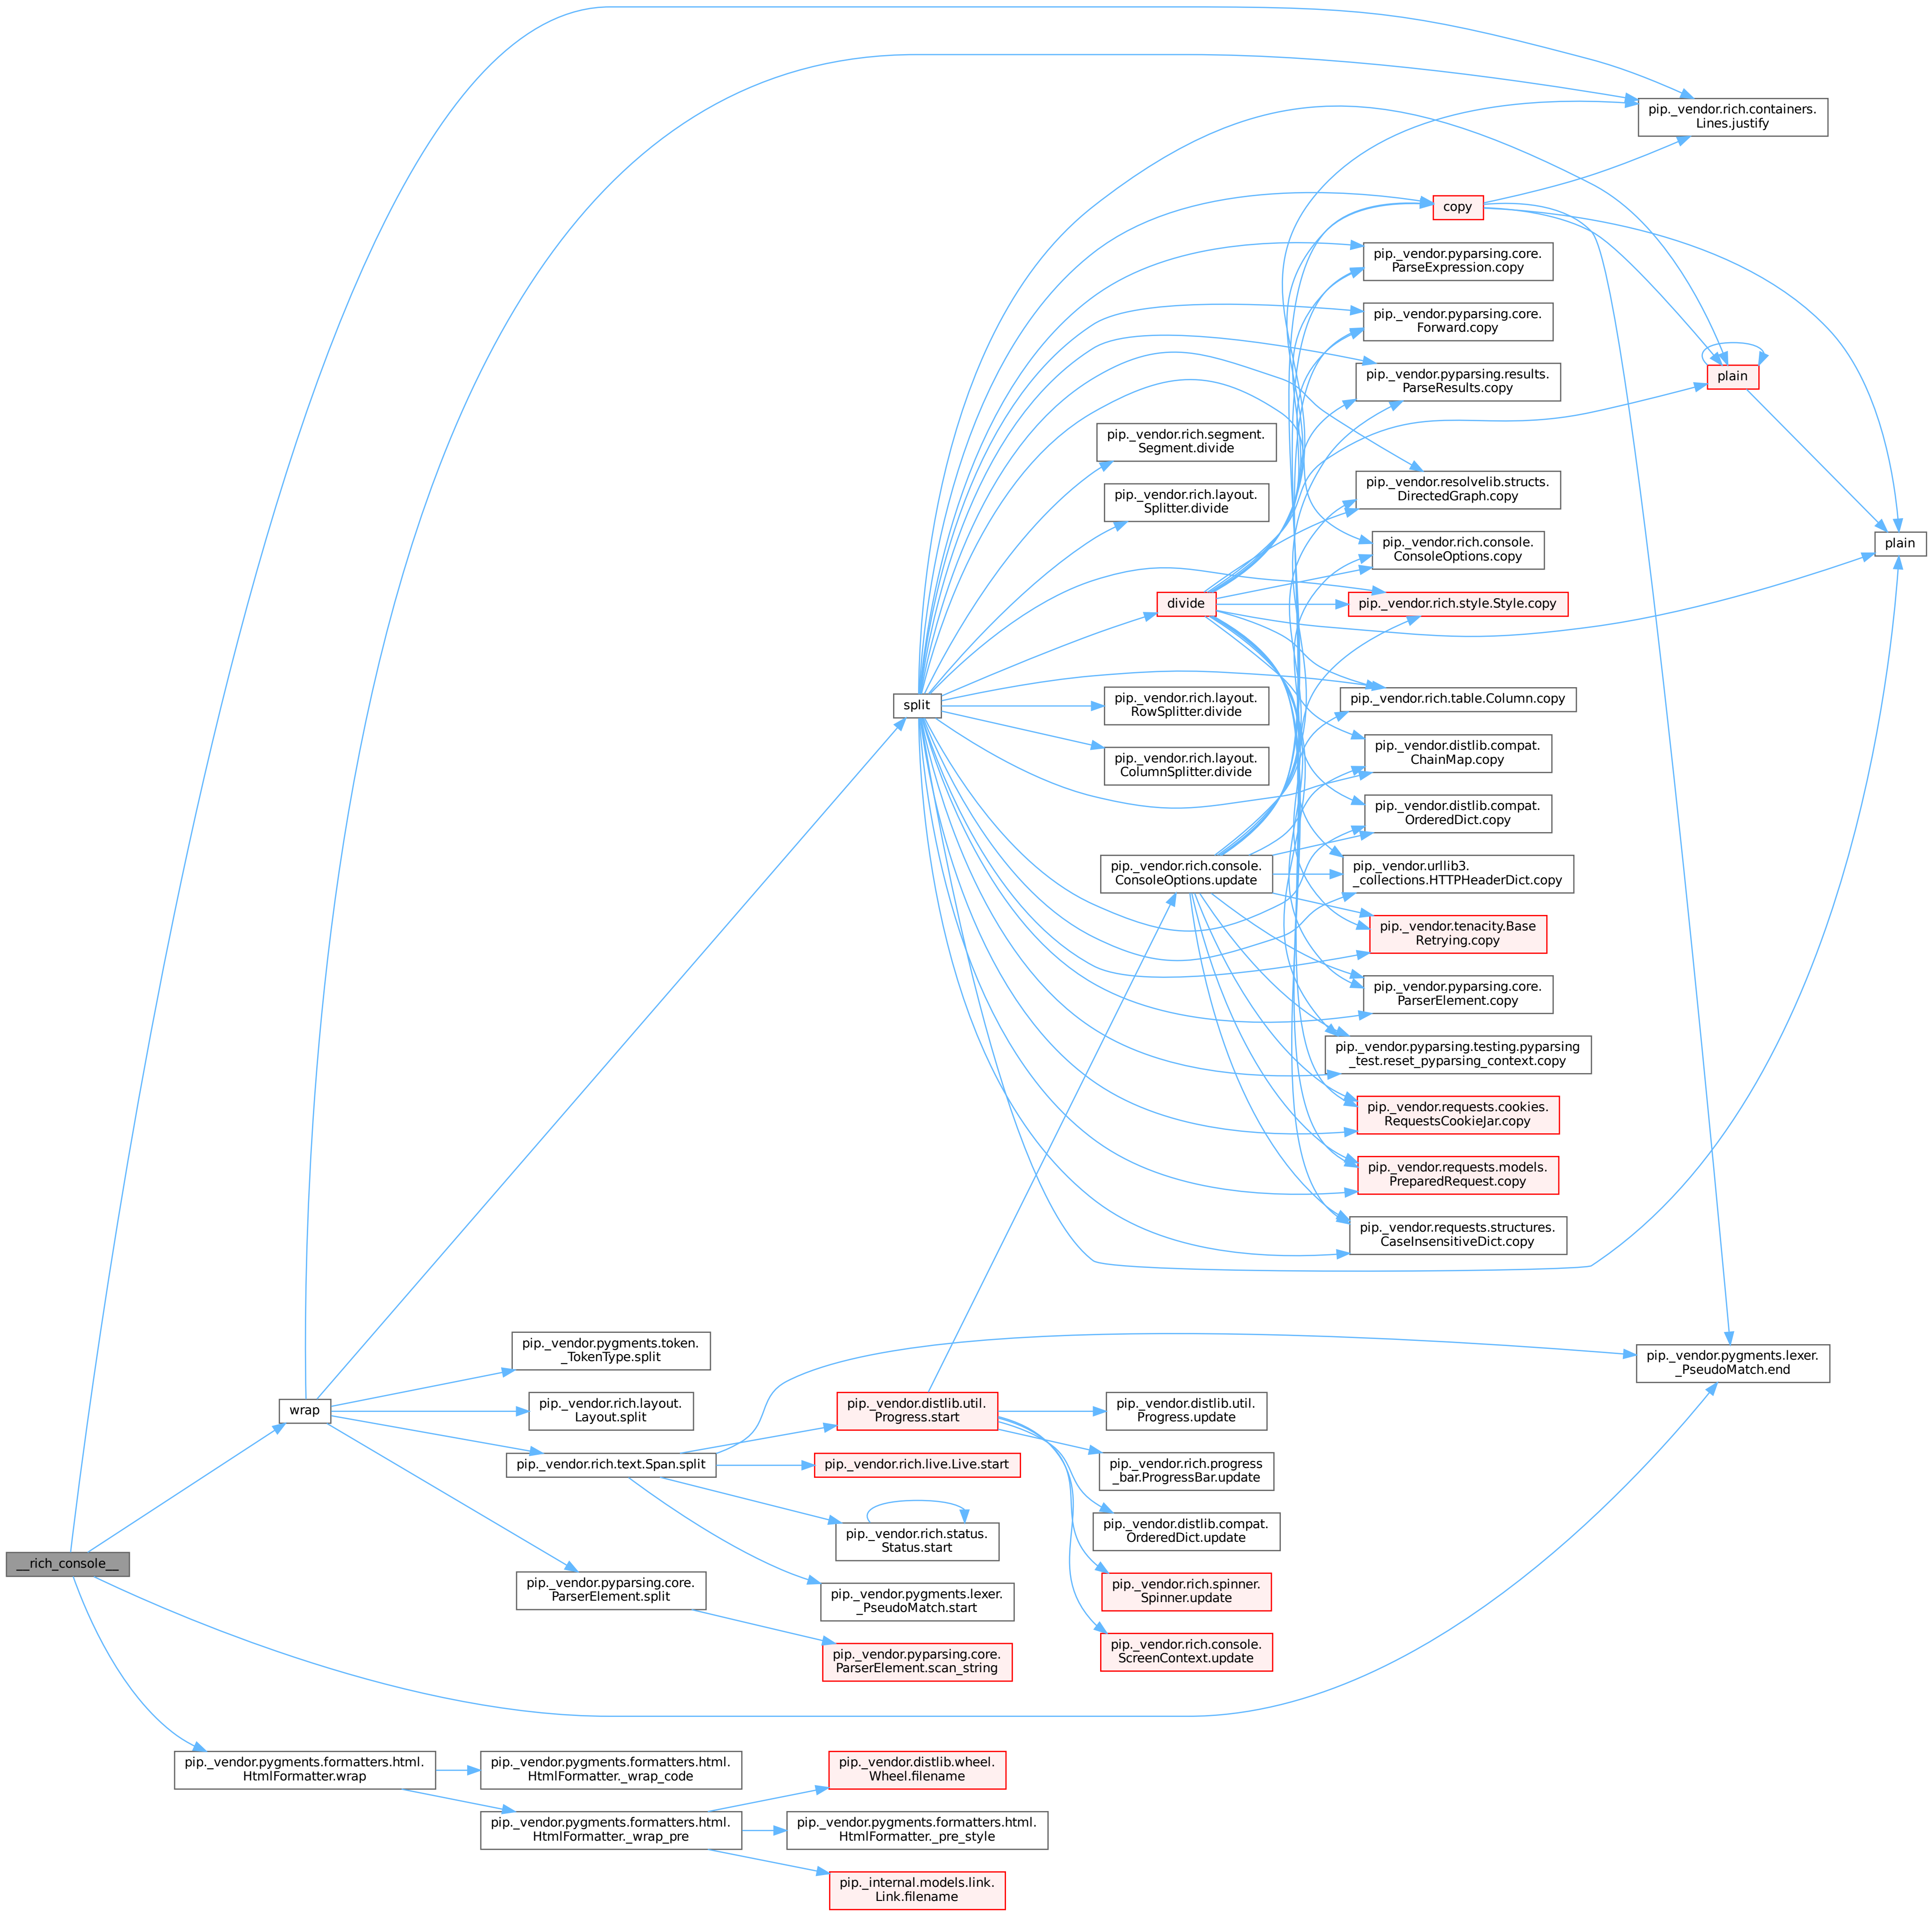 pip._vendor.rich.containers.
Lines.justify
copy
pip._vendor.pyparsing.core.
ParseExpression.copy
pip._vendor.pyparsing.core.
Forward.copy
pip._vendor.pyparsing.results.
ParseResults.copy
plain
pip._vendor.rich.segment.
Segment.divide
pip._vendor.rich.layout.
Splitter.divide
pip._vendor.resolvelib.structs.
DirectedGraph.copy
pip._vendor.rich.console.
ConsoleOptions.copy
plain
divide
pip._vendor.rich.style.Style.copy
split
pip._vendor.rich.layout.
RowSplitter.divide
pip._vendor.rich.table.Column.copy
pip._vendor.rich.layout.
ColumnSplitter.divide
pip._vendor.distlib.compat.
ChainMap.copy
pip._vendor.distlib.compat.
OrderedDict.copy
pip._vendor.rich.console.
ConsoleOptions.update
pip._vendor.urllib3.
_collections.HTTPHeaderDict.copy
pip._vendor.tenacity.Base
Retrying.copy
pip._vendor.pyparsing.core.
ParserElement.copy
pip._vendor.pyparsing.testing.pyparsing
_test.reset_pyparsing_context.copy
pip._vendor.requests.cookies.
RequestsCookieJar.copy
pip._vendor.requests.models.
PreparedRequest.copy
pip._vendor.requests.structures.
CaseInsensitiveDict.copy
pip._vendor.pygments.token.
_TokenType.split
pip._vendor.pygments.lexer.
_PseudoMatch.end
wrap
pip._vendor.rich.layout.
Layout.split
pip._vendor.distlib.util.
Progress.start
pip._vendor.distlib.util.
Progress.update
pip._vendor.rich.text.Span.split
pip._vendor.rich.live.Live.start
pip._vendor.rich.progress
_bar.ProgressBar.update
pip._vendor.rich.status.
Status.start
pip._vendor.distlib.compat.
OrderedDict.update
__rich_console__
pip._vendor.pyparsing.core.
ParserElement.split
pip._vendor.pygments.lexer.
_PseudoMatch.start
pip._vendor.rich.spinner.
Spinner.update
pip._vendor.pyparsing.core.
ParserElement.scan_string
pip._vendor.rich.console.
ScreenContext.update
pip._vendor.pygments.formatters.html.
HtmlFormatter.wrap
pip._vendor.pygments.formatters.html.
HtmlFormatter._wrap_code
pip._vendor.distlib.wheel.
Wheel.filename
pip._vendor.pygments.formatters.html.
HtmlFormatter._wrap_pre
pip._vendor.pygments.formatters.html.
HtmlFormatter._pre_style
pip._internal.models.link.
Link.filename